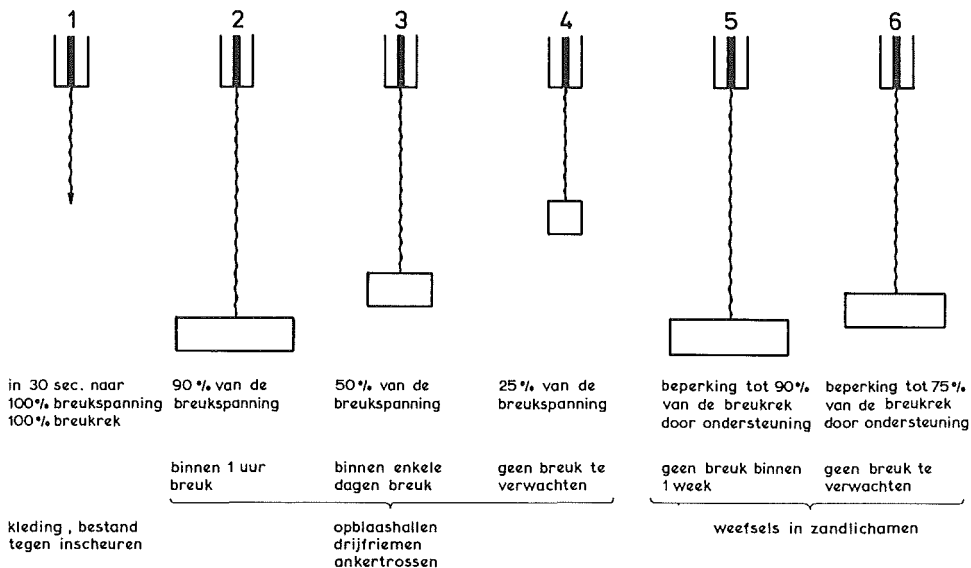 1
2
3
4
5
6
in 30 sec. naar
100% breukspanning
100% breukrek
90% van de
breukspanning
50% van de
breukspanning
25% van de
breukspanning
beperking tot 90%
van de breukrek
door ondersteuning
beperking tot 75%
van de breukrek
door ondersteuning
binnen 1 uur
breuk
binnen enkele
dagen breuk
geen breuk te
verwachten
geen breuk binnen
1 week
geen breuk te
verwachten
kleding, bestand
tegen inscheuren
opblaashallen
drijfriemen
ankertrossen
weefsels in zandlichamen